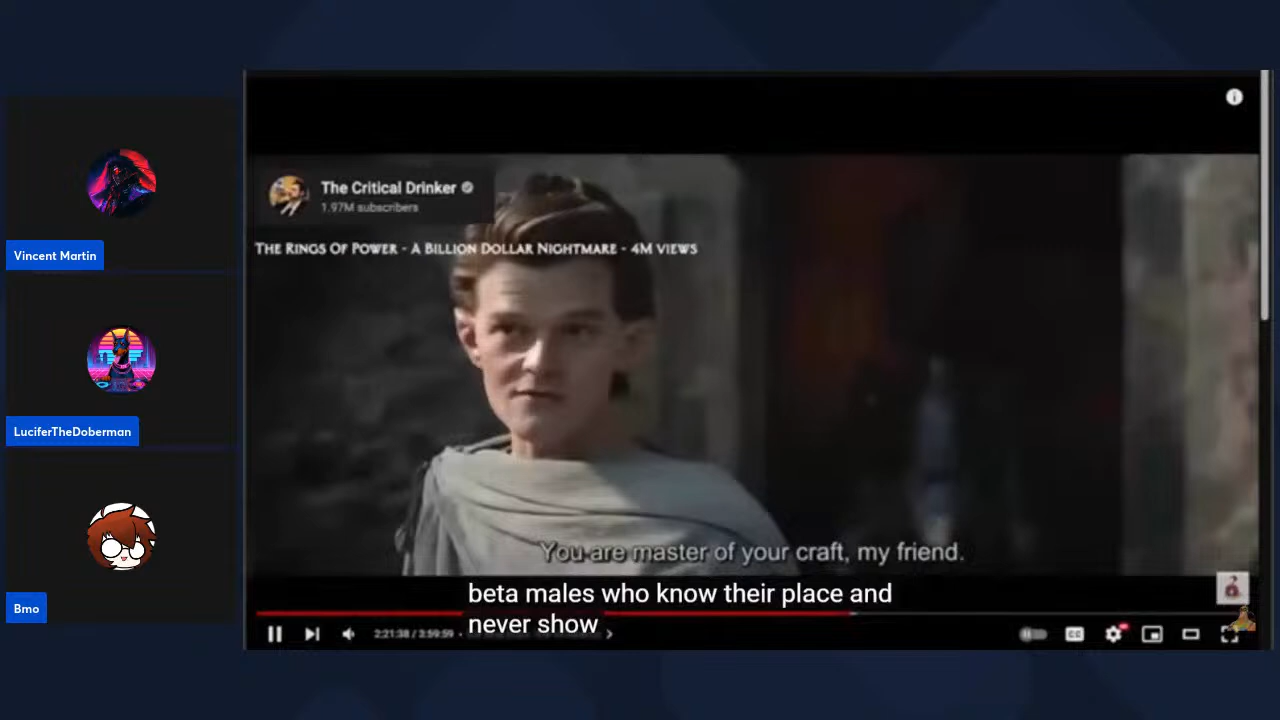 The Critical Drinker
1.97M subscribers
THE RINGS OF POWER - A BILLION DOLLAR NIGHTMARE - 4M VIEWS
Vincent Martin
LuciferTheDoberman
Bmo
You are master of your craft, my friend.
beta males who know their place and
never show
2:21:38 / 3:59:59
CC